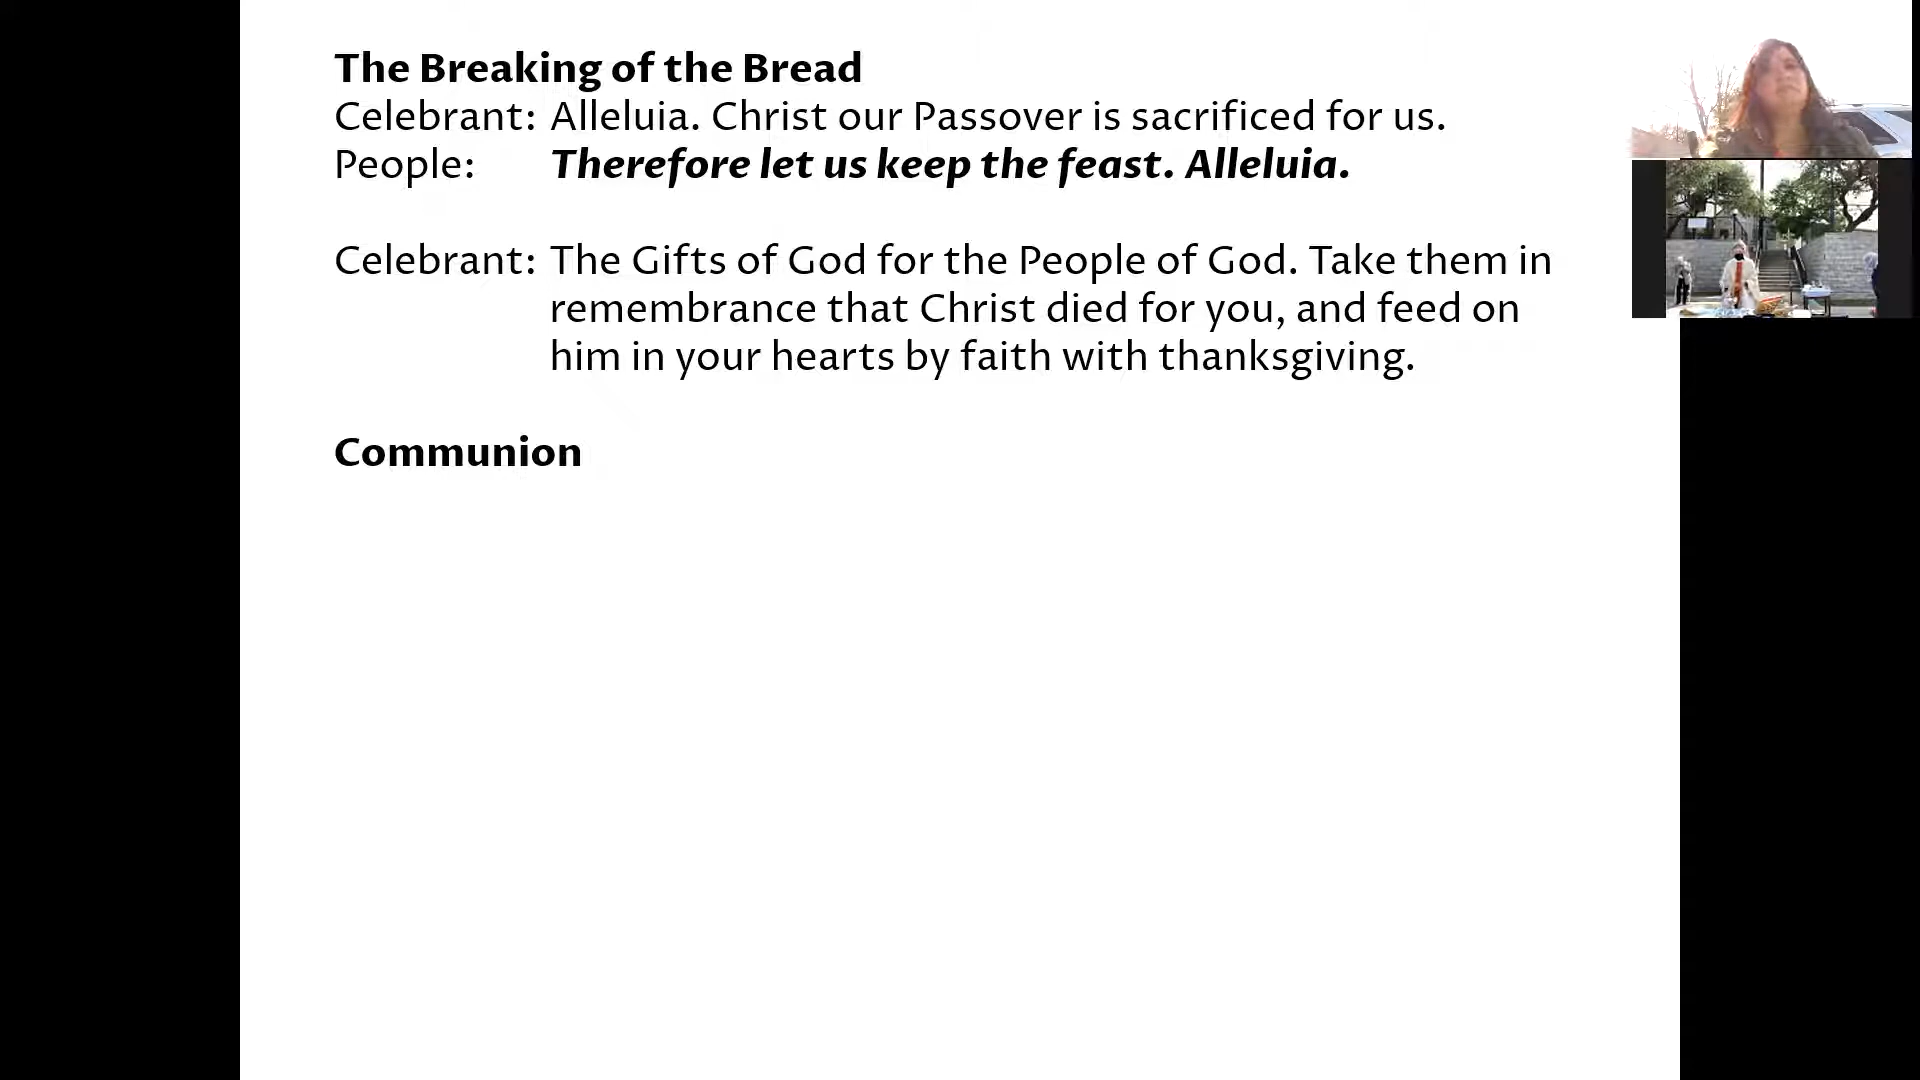 The Breaking of the Bread
Celebrant: Alleluia. Christ our Passover is sacrificed for us.
People: Therefore let us keep the feast. Alleluia.
Celebrant: The Gifts of God for the People of God. Take them in
remembrance that Christ died for you, and feed on
him in your hearts by faith with thanksgiving.
Communion